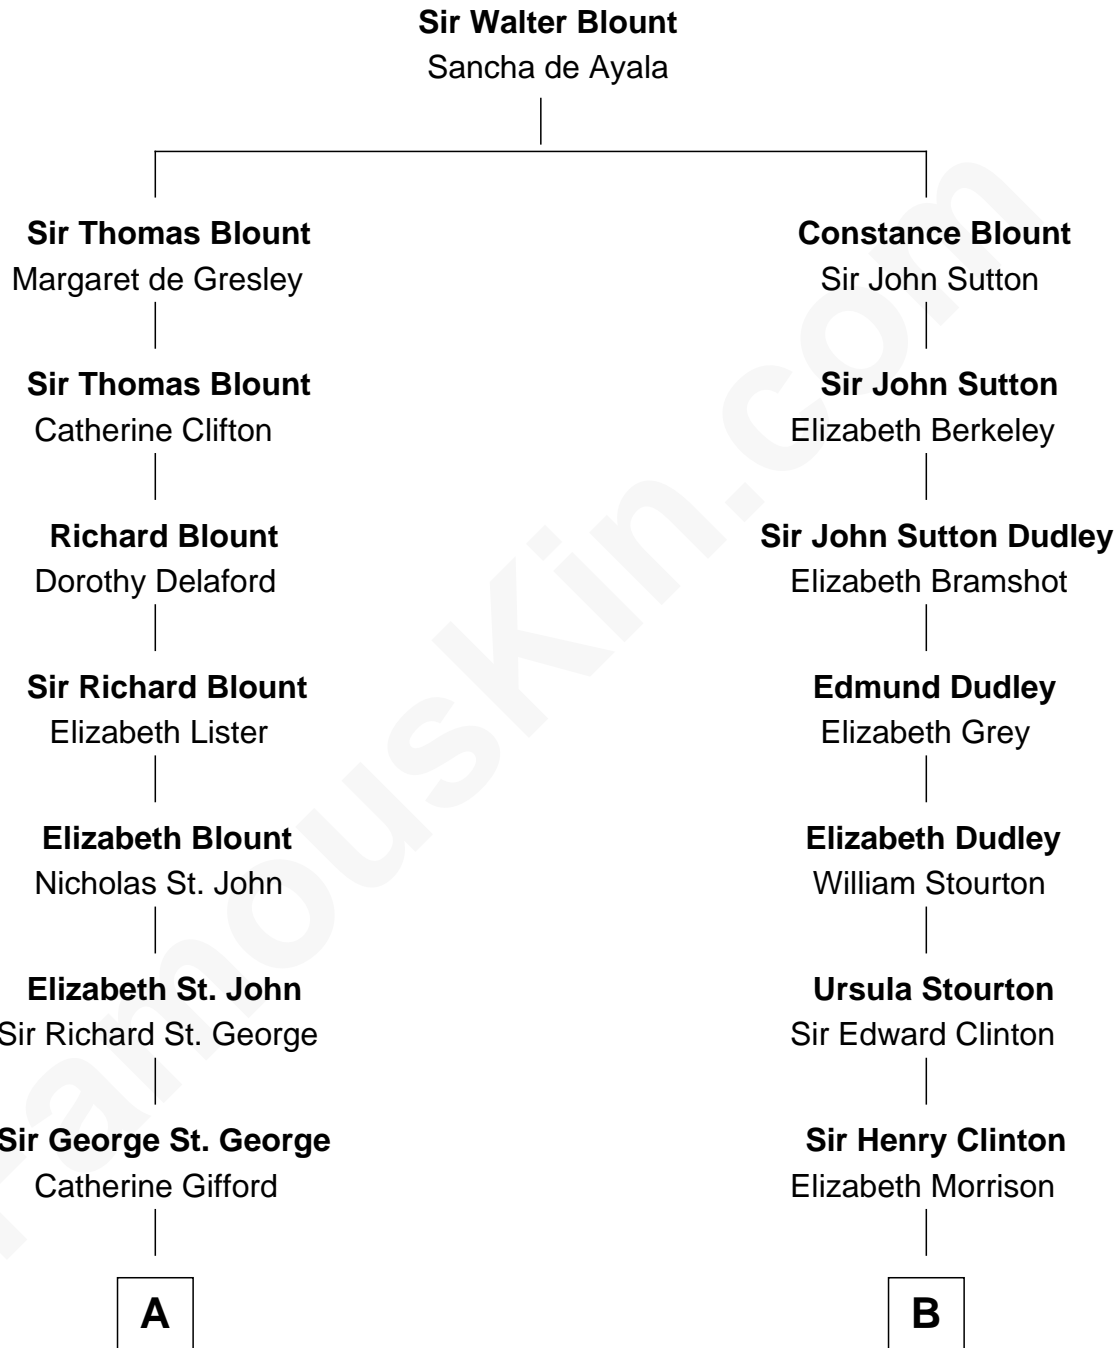 Sir Walter Blount
Sancha de Ayala
Sir Thomas Blount
Margaret de Gresley
Constance Blount
Sir John Sutton
Sir Thomas Blount
Catherine Clifton
Sir John Sutton
Elizabeth Berkeley
Richard Blount
Dorothy Delaford
Sir John Sutton Dudley
Elizabeth Bramshot
Sir Richard Blount
Elizabeth Lister
Edmund Dudley
Elizabeth Grey
Elizabeth Blount
Nicholas St. John
Elizabeth Dudley
William Stourton
Elizabeth St. John
Sir Richard St. George
Ursula Stourton
Sir Edward Clinton
Sir George St. George
Catherine Gifford
Sir Henry Clinton
Elizabeth Morrison
A
B
FamousKin.com